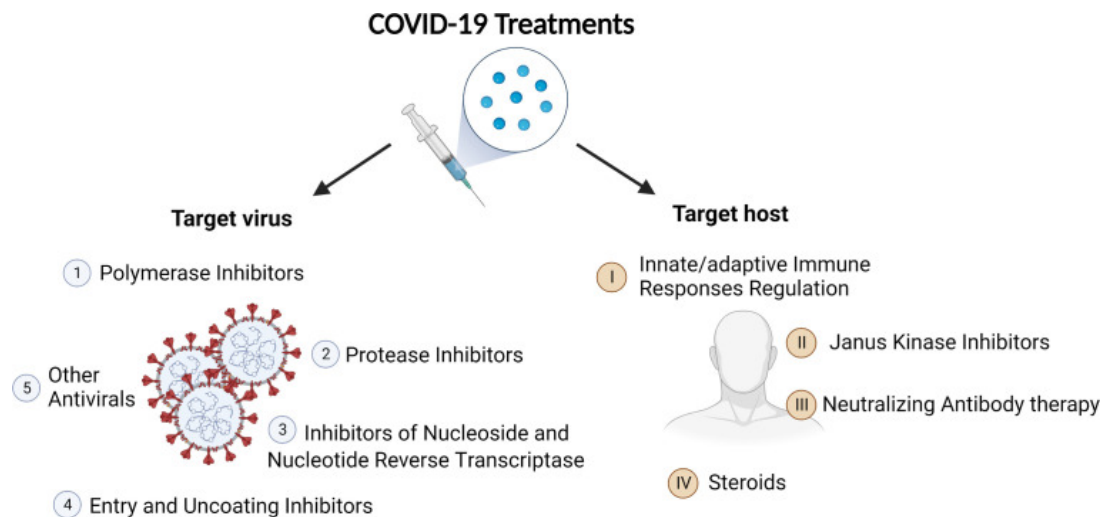 COVID-19 Treatments
Target virus
1 Polymerase Inhibitors
2 Protease Inhibitors
3 Inhibitors of Nucleoside and
Nucleotide Reverse Transcriptase
4 Entry and Uncoating Inhibitors
5 Other
Antivirals
Target host
I Innate/adaptive Immune
Responses Regulation
II Janus Kinase Inhibitors
III Neutralizing Antibody therapy
IV Steroids